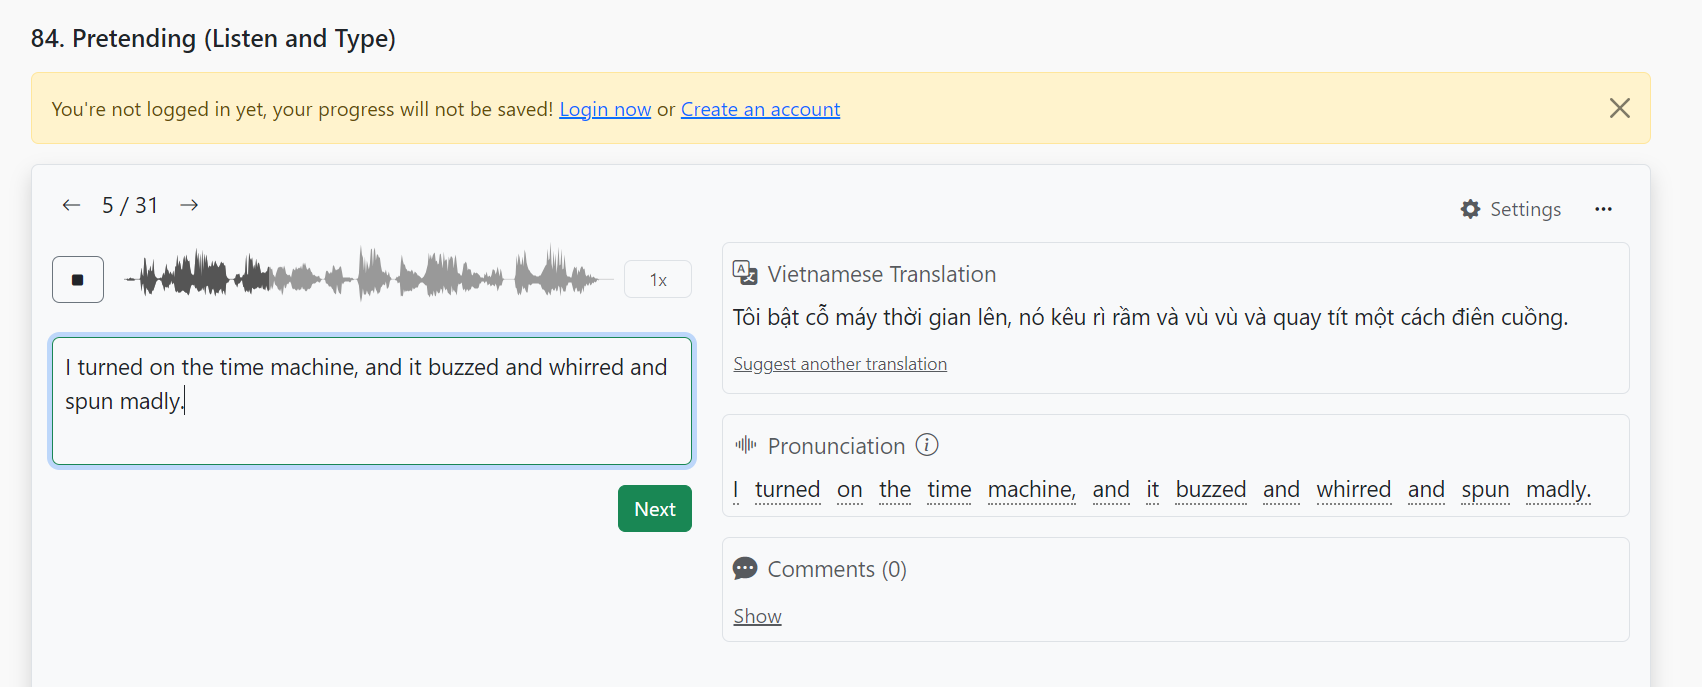 84. Pretending (Listen and Type)
You're not logged in yet, your progress will not be saved! Login now or Create an account
← 5 / 31 →
Settings
1x
I turned on the time machine, and it buzzed and whirred and
spun madly.
Next
Vietnamese Translation
Tôi bật cỗ máy thời gian lên, nó kêu rì rầm và vù vù và quay tít một cách điên cuồng.
Suggest another translation
Pronunciation
I turned on the time machine, and it buzzed and whirred and spun madly.
Comments (0)
Show